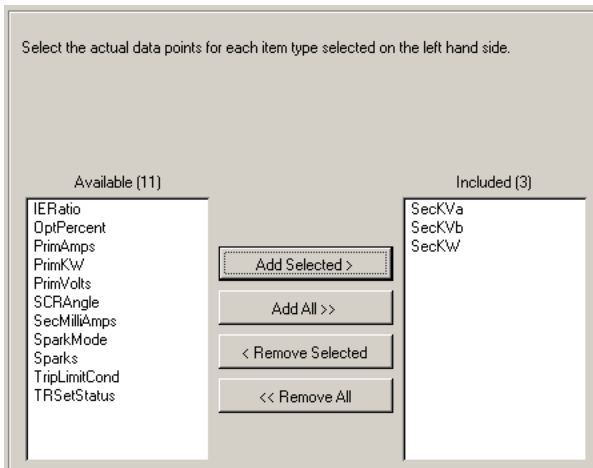 Select the actual data points for each item type selected on the left hand side.
Available (11)
IERatio
OptPercent
PrimAmps
PrimKW
PrimVolts
SCRAngle
SecMilliAmps
SparkMode
Sparks
TripLimitCond
TRSetStatus
Add Selected >
Add All >>
< Remove Selected
<< Remove All
Included (3)
SecKVa
SecKVb
SecKW